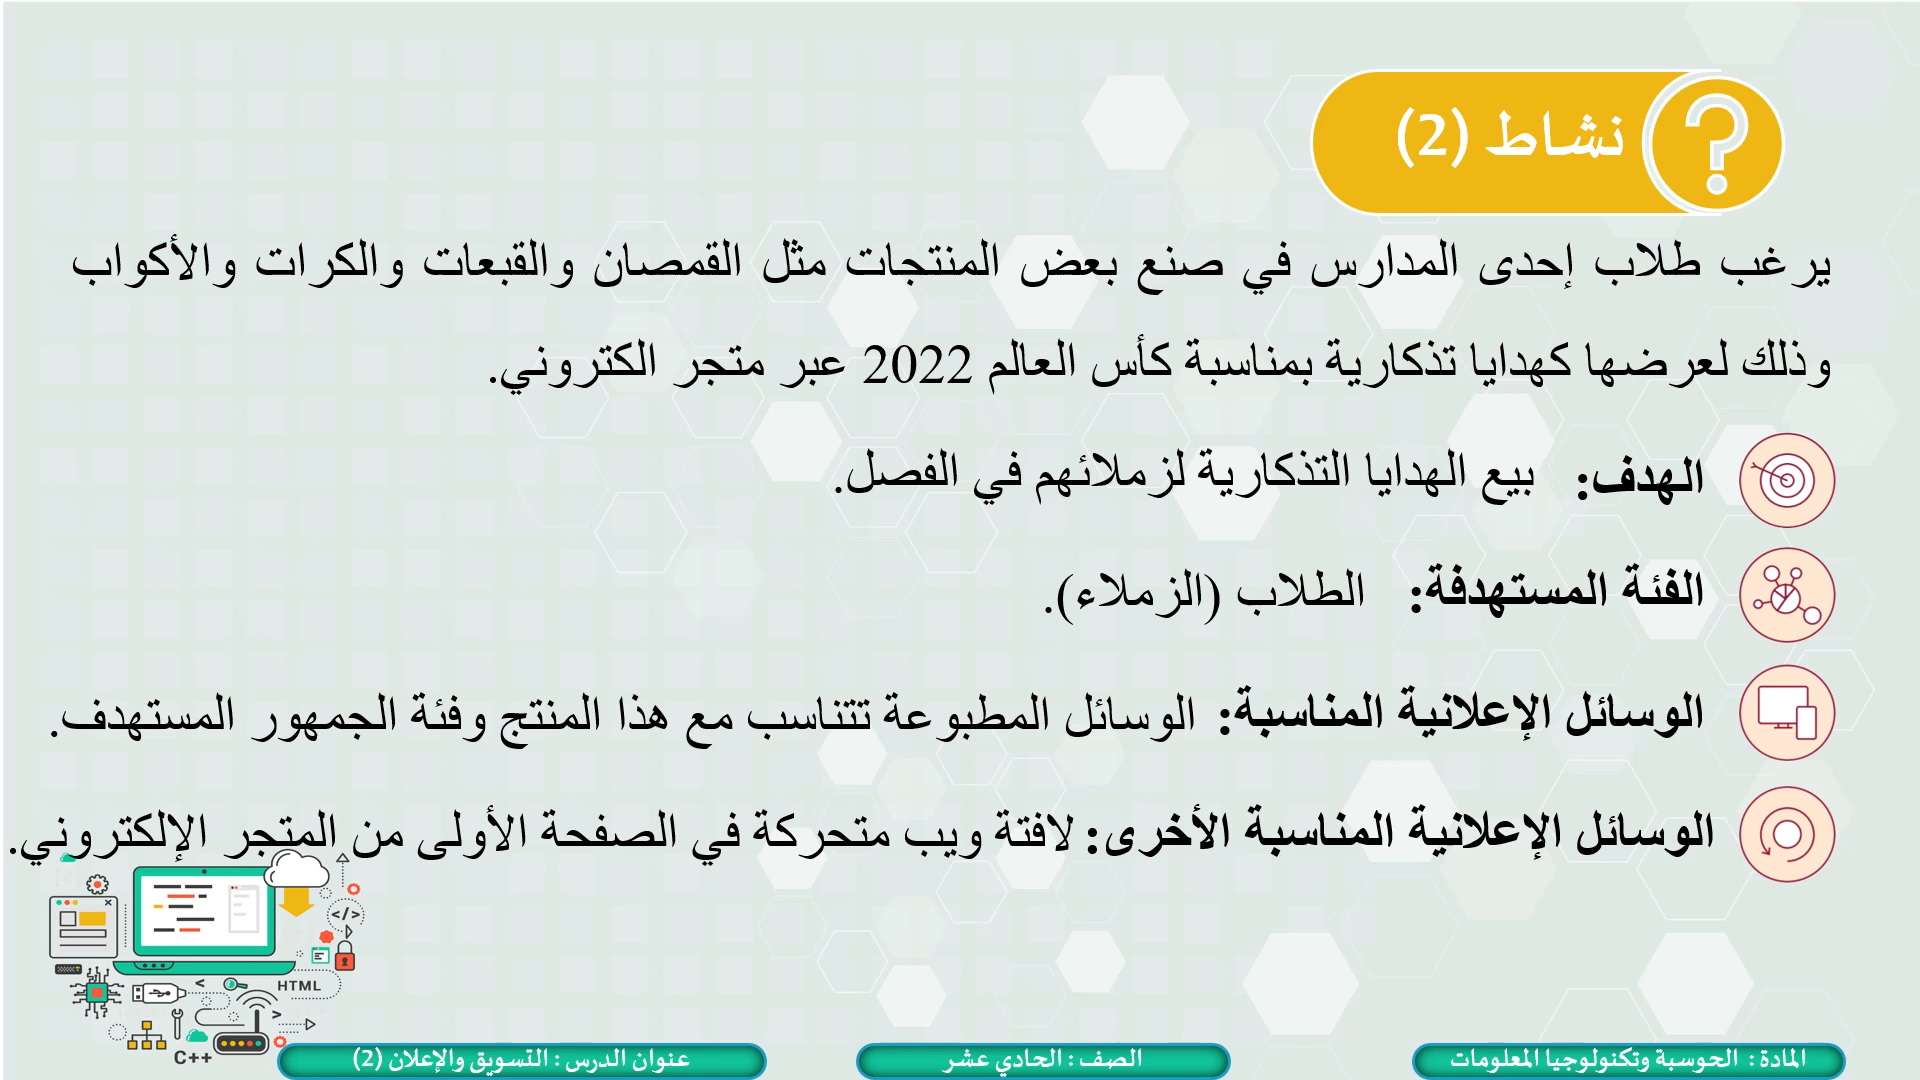 نشاط (2)
يرغب طلاب إحدى المدارس في صنع بعض المنتجات مثل القمصان والقبعات والكرات والأكواب
وذلك لعرضها كهدايا تذكارية بمناسبة كأس العالم 2022 عبر متجر الكتروني.
الهدف: بيع الهدايا التذكارية لزملائهم في الفصل.
الفئة المستهدفة: الطلاب (الزملاء).
الوسائل الإعلانية المناسبة: الوسائل المطبوعة تتناسب مع هذا المنتج وفئة الجمهور المستهدف.
الوسائل الإعلانية المناسبة الأخرى: لافتة ويب متحركة في الصفحة الأولى من المتجر الإلكتروني.
</>
HTML
C++
المادة : الحوسبة وتكنولوجيا المعلومات
الصف : الحادي عشر
عنوان الدرس : التسويق والإعلان (2)